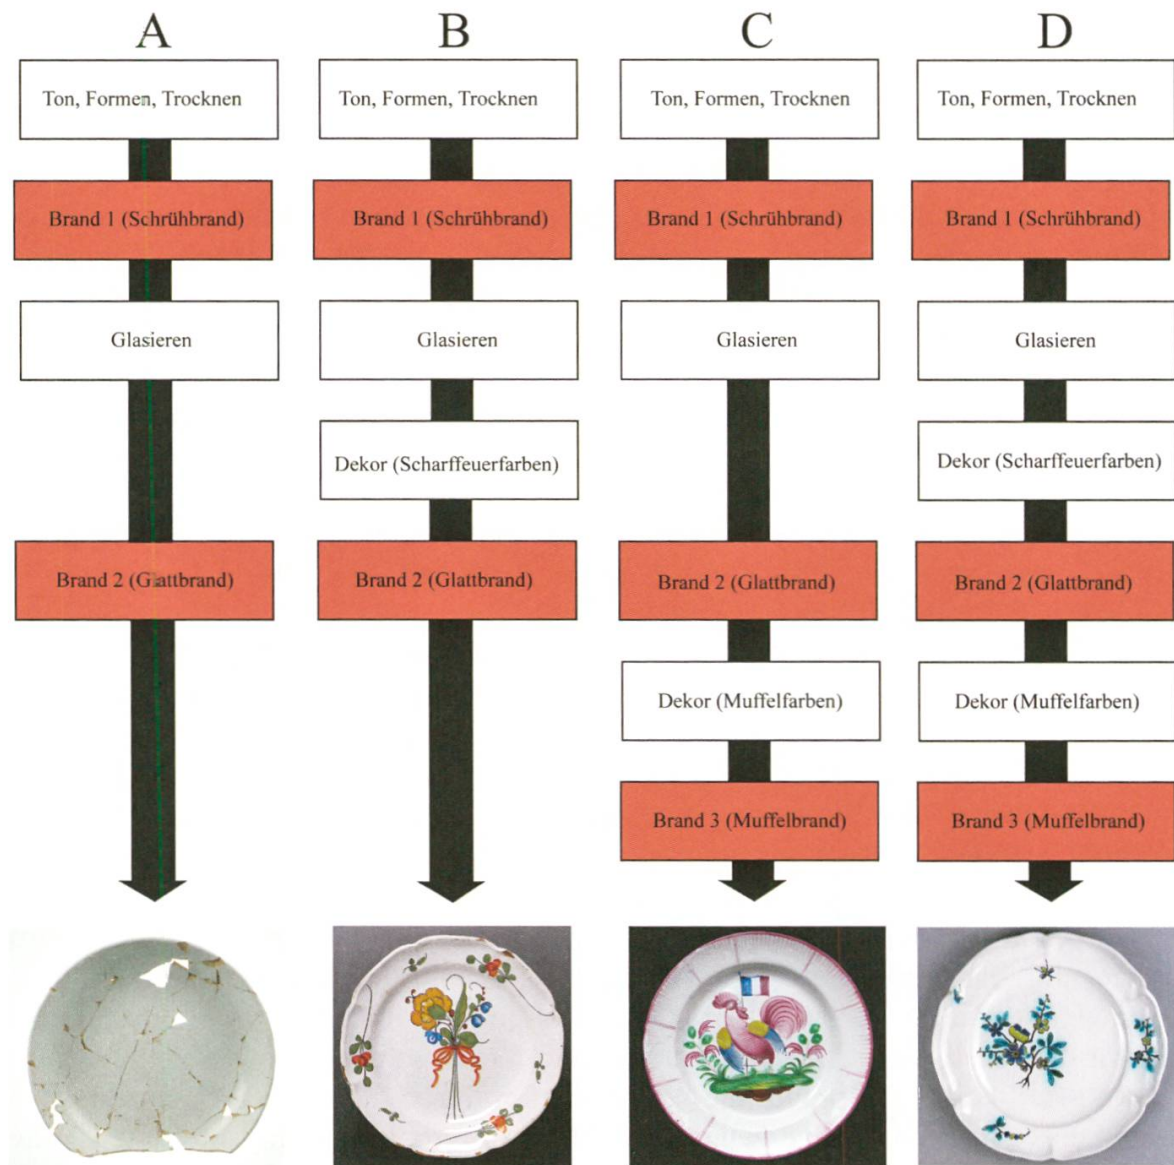 A
B
C
D
Ton, Formen, Trocknen
Ton, Formen, Trocknen
Ton, Formen, Trocknen
Ton, Formen, Trocknen
Brand 1 (Schrühbrand)
Brand 1 (Schrühbrand)
Brand 1 (Schrühbrand)
Brand 1 (Schrühbrand)
Glasieren
Glasieren
Glasieren
Glasieren
Dekor (Scharffeuerfarben)
Dekor (Scharffeuerfarben)
Brand 2 (Glattbrand)
Brand 2 (Glattbrand)
Brand 2 (Glattbrand)
Brand 2 (Glattbrand)
Dekor (Muffelfarben)
Dekor (Muffelfarben)
Brand 3 (Muffelbrand)
Brand 3 (Muffelbrand)